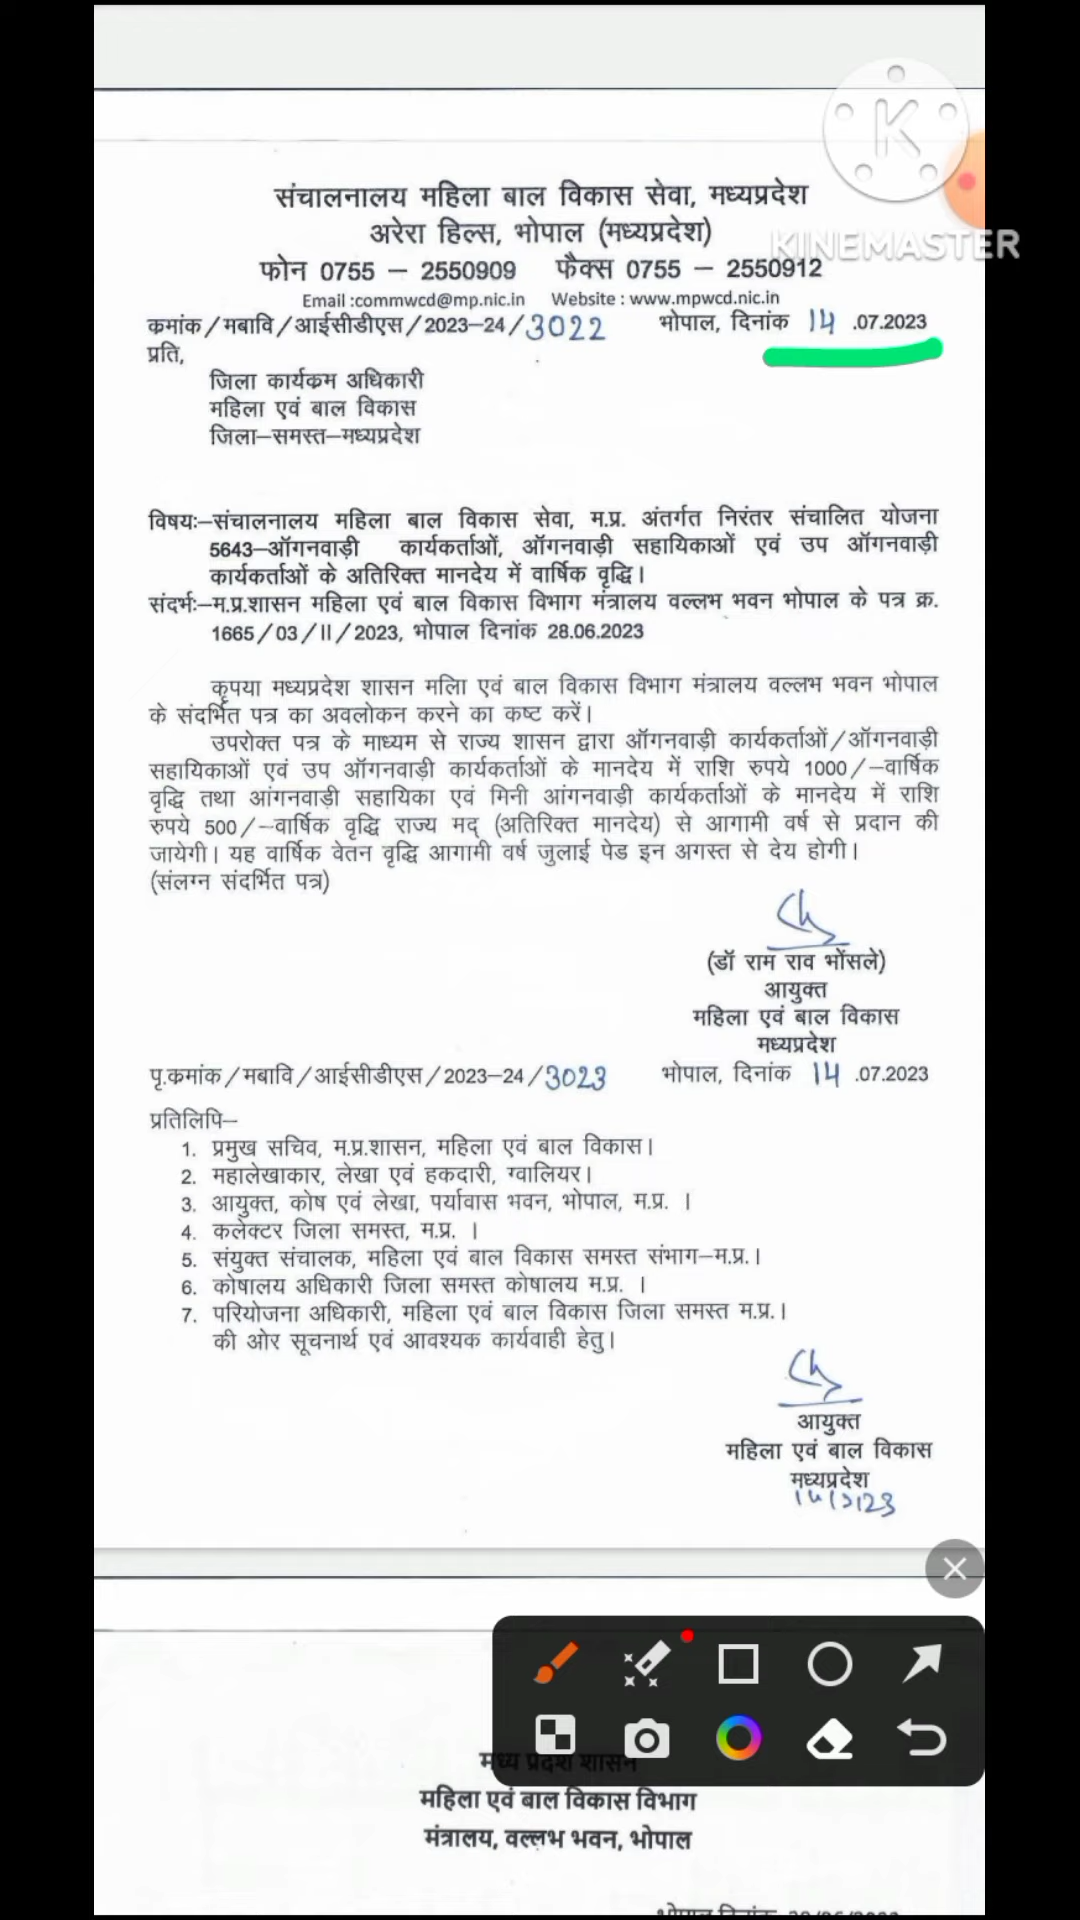 KINEMASTER
संचालनालय महिला बाल विकास सेवा, मध्यप्रदेश
अरेरा हिल्स, भोपाल (मध्यप्रदेश)
फोन 0755 – 2550909 फैक्स 0755 – 2550912
Email :commwcd@mp.nic.in Website : www.mpwcd.nic.in
क्रमांक/मबावि/आईसीडीएस/2023–24/3022 भोपाल, दिनांक 14 .07.2023
प्रति,
जिला कार्यक्रम अधिकारी
महिला एवं बाल विकास
जिला–समस्त–मध्यप्रदेश
विषयः–संचालनालय महिला बाल विकास सेवा, म.प्र. अंतर्गत निरंतर संचालित योजना
5643–ऑगनवाड़ी कार्यकर्ताओं, ऑगनवाड़ी सहायिकाओं एवं उप ऑगनवाड़ी
कार्यकर्ताओं के अतिरिक्त मानदेय में वार्षिक वृद्धि।
संदर्भः–म.प्र.शासन महिला एवं बाल विकास विभाग मंत्रालय वल्लभ भवन भोपाल के पत्र क्र.
1665/03/II/2023, भोपाल दिनांक 28.06.2023
कृपया मध्यप्रदेश शासन मलिा एवं बाल विकास विभाग मंत्रालय वल्लभ भवन भोपाल
के संदर्भित पत्र का अवलोकन करने का कष्ट करें।
उपरोक्त पत्र के माध्यम से राज्य शासन द्वारा ऑगनवाड़ी कार्यकर्ताओं/ऑगनवाड़ी
सहायिकाओं एवं उप ऑगनवाड़ी कार्यकर्ताओं के मानदेय में राशि रुपये 1000/–वार्षिक
वृद्धि तथा आंगनवाड़ी सहायिका एवं मिनी आंगनवाड़ी कार्यकर्ताओं के मानदेय में राशि
रुपये 500/–वार्षिक वृद्धि राज्य मद् (अतिरिक्त मानदेय) से आगामी वर्ष से प्रदान की
जायेगी। यह वार्षिक वेतन वृद्धि आगामी वर्ष जुलाई पेड इन अगस्त से देय होगी।
(संलग्न संदर्भित पत्र)
(डॉ राम राव भोंसले)
आयुक्त
महिला एवं बाल विकास
मध्यप्रदेश
पृ.क्रमांक/मबावि/आईसीडीएस/2023–24/3023 भोपाल, दिनांक 14 .07.2023
प्रतिलिपि–
1. प्रमुख सचिव, म.प्र.शासन, महिला एवं बाल विकास।
2. महालेखाकार, लेखा एवं हकदारी, ग्वालियर।
3. आयुक्त, कोष एवं लेखा, पर्यावास भवन, भोपाल, म.प्र. ।
4. कलेक्टर जिला समस्त, म.प्र. ।
5. संयुक्त संचालक, महिला एवं बाल विकास समस्त संभाग–म.प्र.।
6. कोषालय अधिकारी जिला समस्त कोषालय म.प्र. ।
7. परियोजना अधिकारी, महिला एवं बाल विकास जिला समस्त म.प्र.।
की ओर सूचनार्थ एवं आवश्यक कार्यवाही हेतु।
आयुक्त
महिला एवं बाल विकास
मध्यप्रदेश
मध्य प्रदेश शासन
महिला एवं बाल विकास विभाग
मंत्रालय, वल्लभ भवन, भोपाल